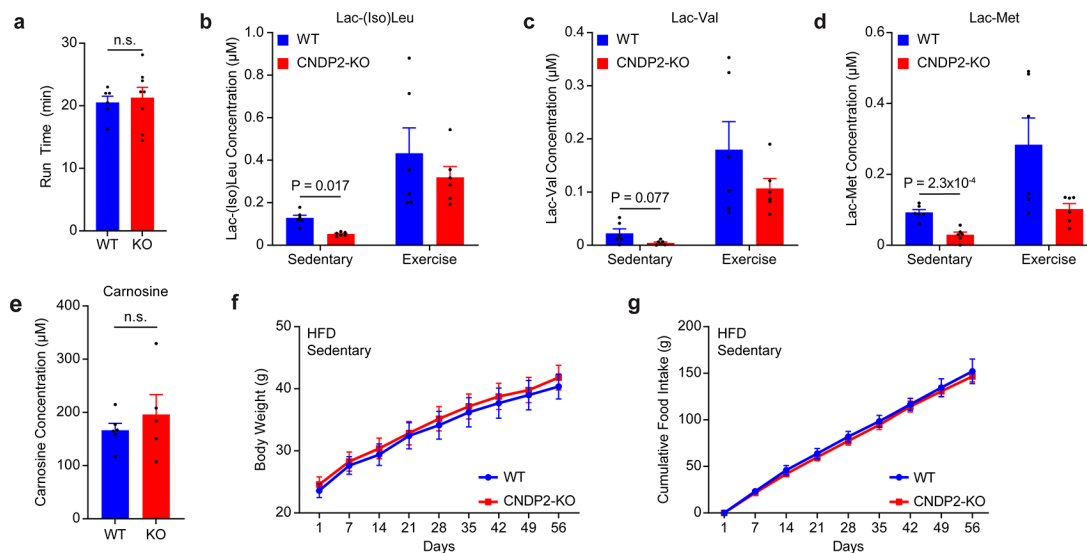 a
n.s.
30
20
10
0
Run Time (min)
WT
KO
b
Lac-(Iso)Leu
WT
CNDP2-KO
1.0
0.8
0.6
0.4
0.2
0
Lac-(Iso)Leu Concentration (µM)
P = 0.017
Sedentary
Exercise
c
Lac-Val
WT
CNDP2-KO
0.4
0.3
0.2
0.1
0
Lac-Val Concentration (µM)
P = 0.077
Sedentary
Exercise
d
Lac-Met
WT
CNDP2-KO
0.6
0.4
0.2
0
Lac-Met Concentration (µM)
P = 2.3x10⁻⁴
Sedentary
Exercise
e
Carnosine
n.s.
400
300
200
100
0
Carnosine Concentration (µM)
WT
KO
f
HFD
Sedentary
50
40
30
20
Body Weight (g)
WT
CNDP2-KO
1 7 14 21 28 35 42 49 56
Days
g
HFD
Sedentary
200
150
100
50
0
Cumulative Food Intake (g)
WT
CNDP2-KO
1 7 14 21 28 35 42 49 56
Days